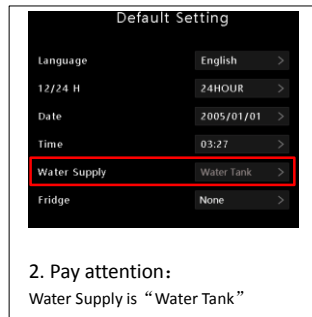 Default Setting
Language English >
12/24 H 24HOUR >
Date 2005/01/01 >
Time 03:27 >
Water Supply Water Tank >
Fridge None >
2. Pay attention：
Water Supply is “Water Tank”